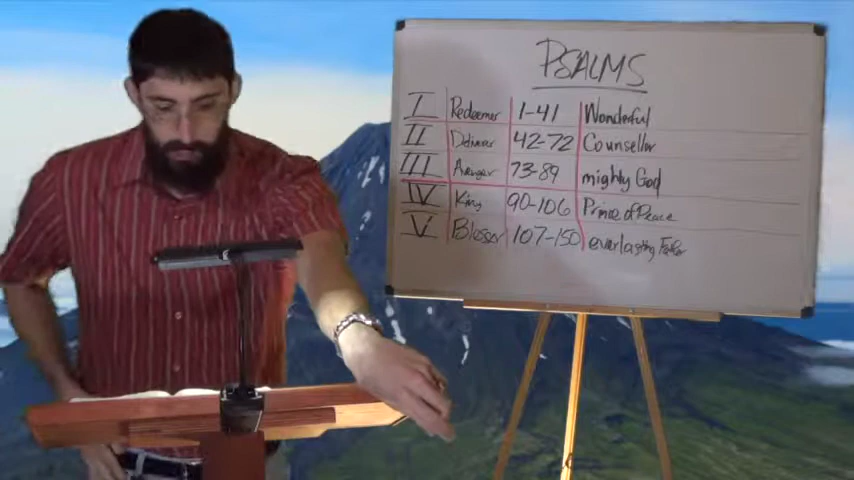 PSALMS
I Redeemer 1-41 Wonderful
II Deliverer 42-72 Counsellor
III Avenger 73-89 mighty God
IV King 90-106 Prince of Peace
V Blesser 107-150 everlasting Father